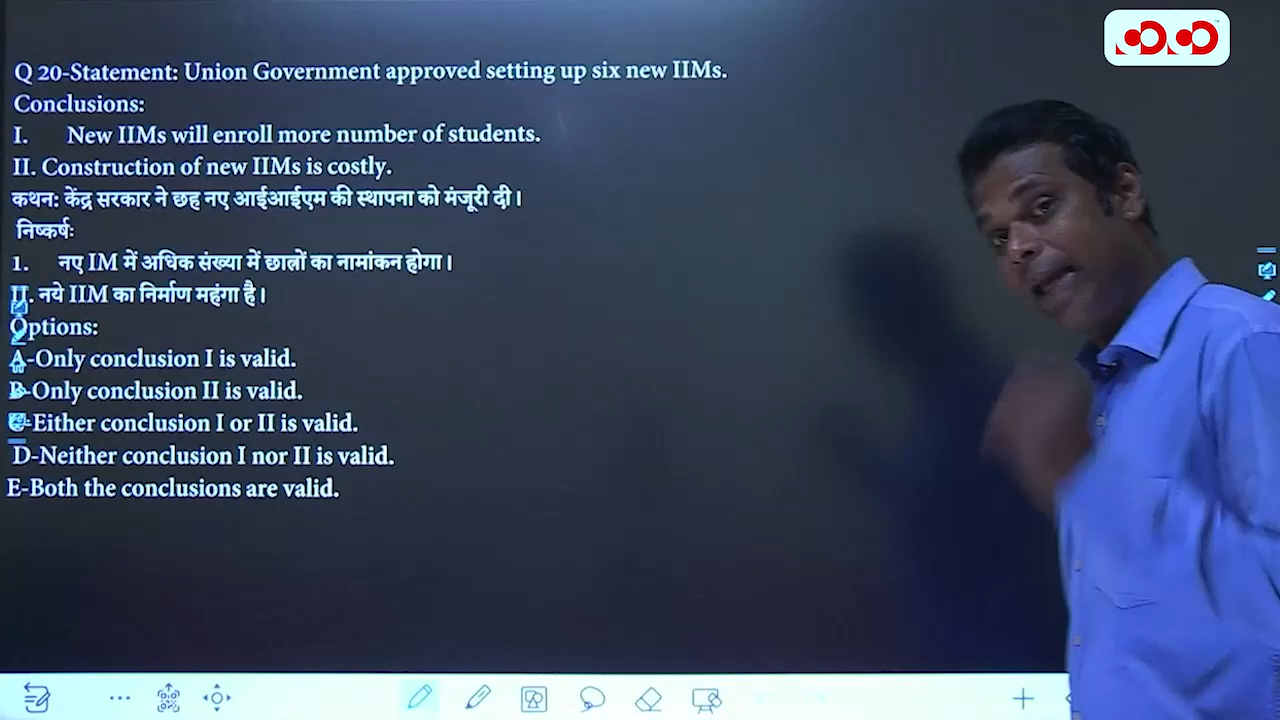 Q 20-Statement: Union Government approved setting up six new IIMs.
Conclusions:
I. New IIMs will enroll more number of students.
II. Construction of new IIMs is costly.
कथन: केंद्र सरकार ने छह नए आईआईएम की स्थापना को मंजूरी दी।
निष्कर्ष:
1. नए IM में अधिक संख्या में छात्रों का नामांकन होगा।
II. नये IIM का निर्माण महंगा है।
Options:
A-Only conclusion I is valid.
B-Only conclusion II is valid.
C-Either conclusion I or II is valid.
D-Neither conclusion I nor II is valid.
E-Both the conclusions are valid.